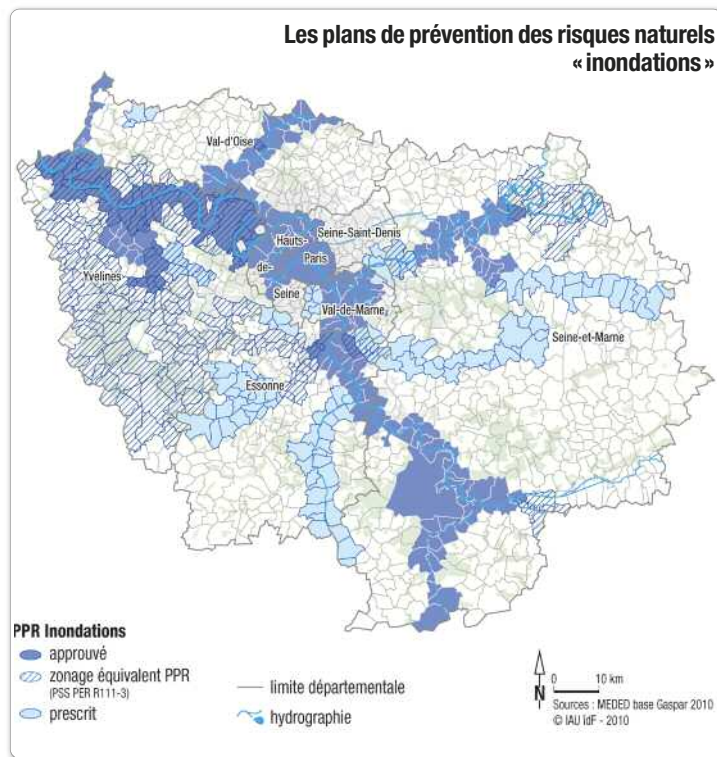 Les plans de prévention des risques naturels
« inondations »
Val-d'Oise
Seine-Saint-Denis
Hauts-
Paris
de-
Seine
Yvelines
Val-de-Marne
Seine-et-Marne
Essonne
PPR Inondations
approuvé
zonage équivalent PPR
(PSS PER R111-3)
prescrit
limite départementale
hydrographie
N
0 10 km
Sources : MEDED base Gaspar 2010
© IAU îdF - 2010